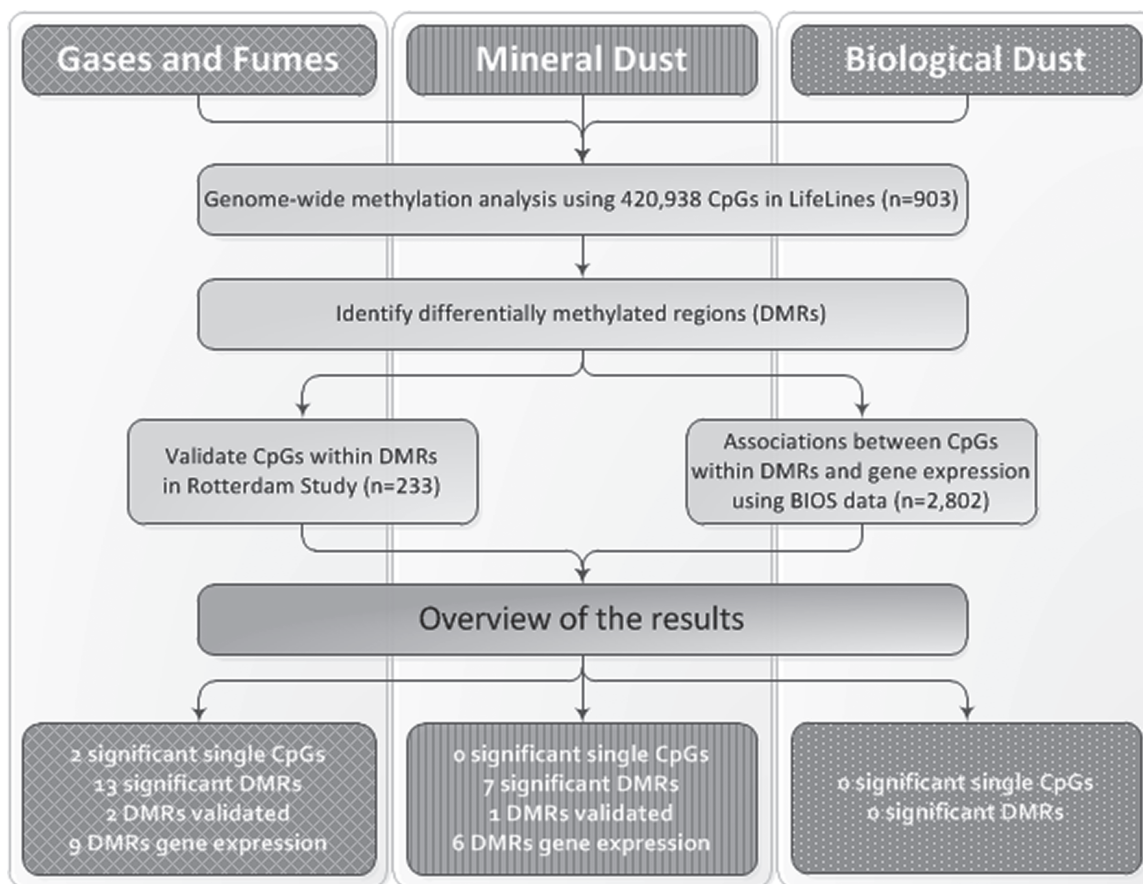 Gases and Fumes
Mineral Dust
Biological Dust
Genome-wide methylation analysis using 420,938 CpGs in LifeLines (n=903)
Identify differentially methylated regions (DMRs)
Validate CpGs within DMRs
in Rotterdam Study (n=233)
Associations between CpGs
within DMRs and gene expression
using BIOS data (n=2,802)
Overview of the results
2 significant single CpGs
13 significant DMRs
2 DMRs validated
9 DMRs gene expression
0 significant single CpGs
7 significant DMRs
1 DMRs validated
6 DMRs gene expression
0 significant single CpGs
0 significant DMRs